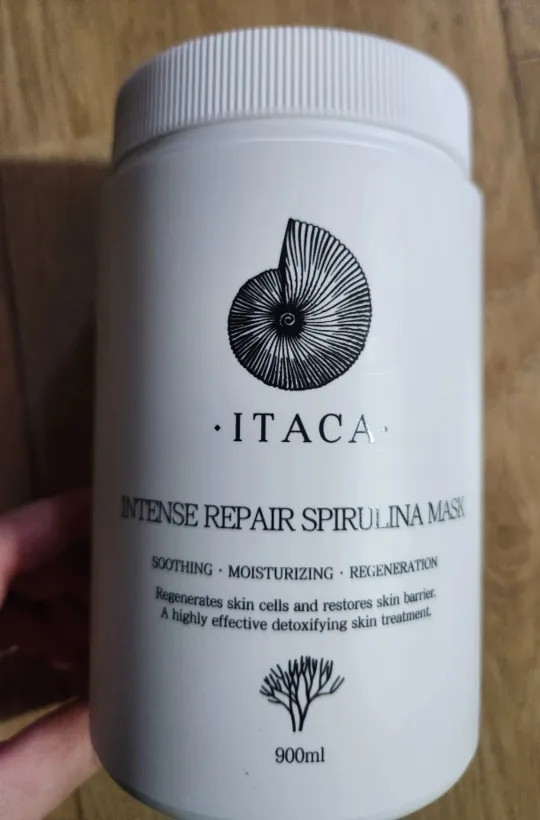 ·ITACA·
INTENSE REPAIR SPIRULINA MASK
SOOTHING · MOISTURIZING · REGENERATION
Regenerates skin cells and restores skin barrier.
A highly effective detoxifying skin treatment.
900ml